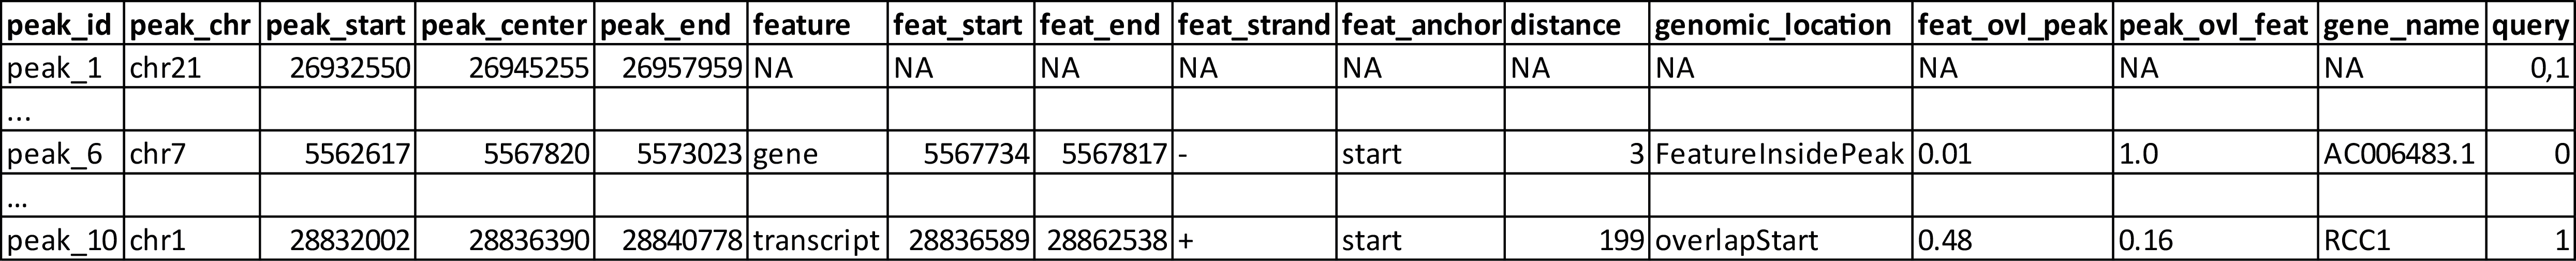 peak_id peak_chr peak_start peak_center peak_end feature feat_start feat_end feat_strand feat_anchor distance genomic_location feat_ovl_peak peak_ovl_feat gene_name query
peak_1 chr21 26932550 26945255 26957959 NA NA NA NA NA NA NA NA NA NA 0,1
...
peak_6 chr7 5562617 5567820 5573023 gene 5567734 5567817 - start 3 FeatureInsidePeak 0.01 1.0 AC006483.1 0
...
peak_10 chr1 28832002 28836390 28840778 transcript 28836589 28862538 + start 199 overlapStart 0.48 0.16 RCC1 1